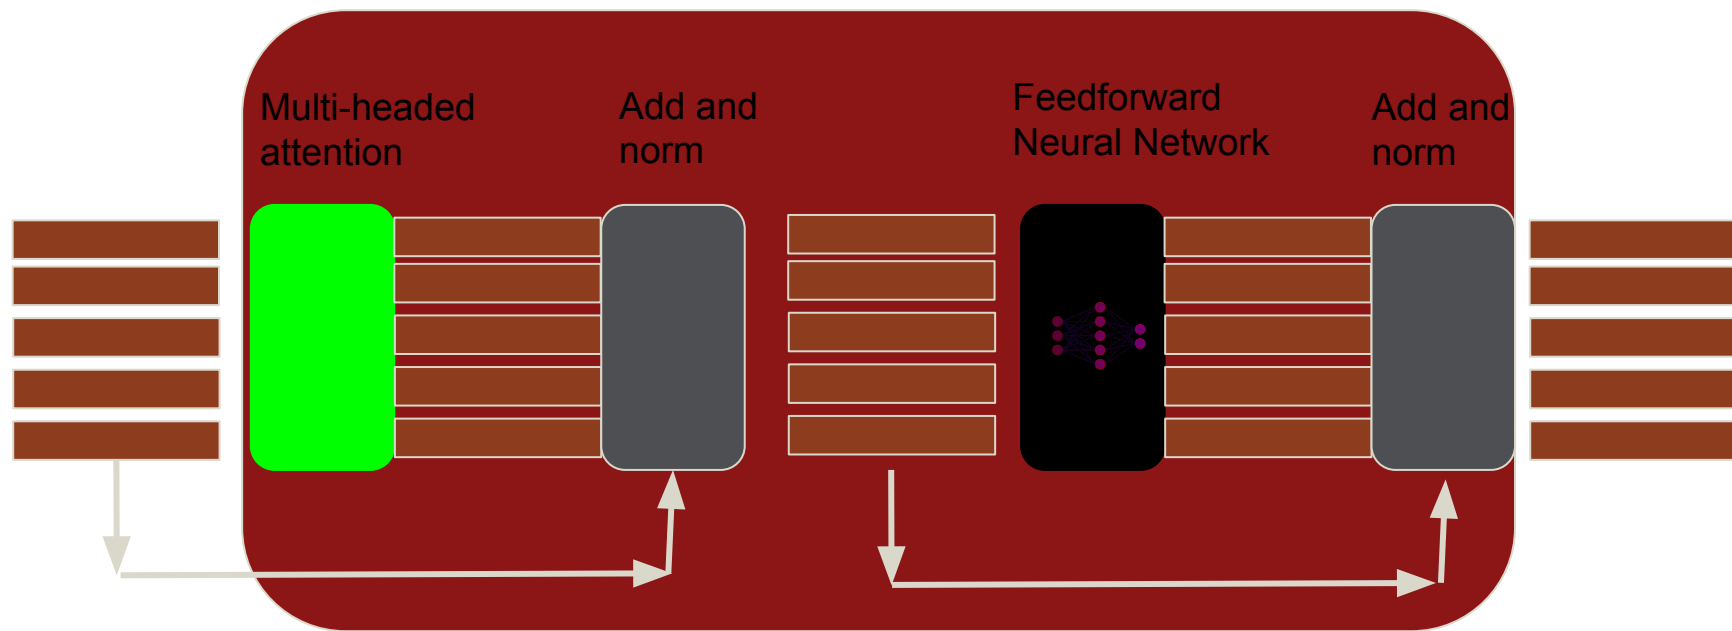 Multi-headed
attention
Add and
norm
Feedforward
Neural Network
Add and
norm